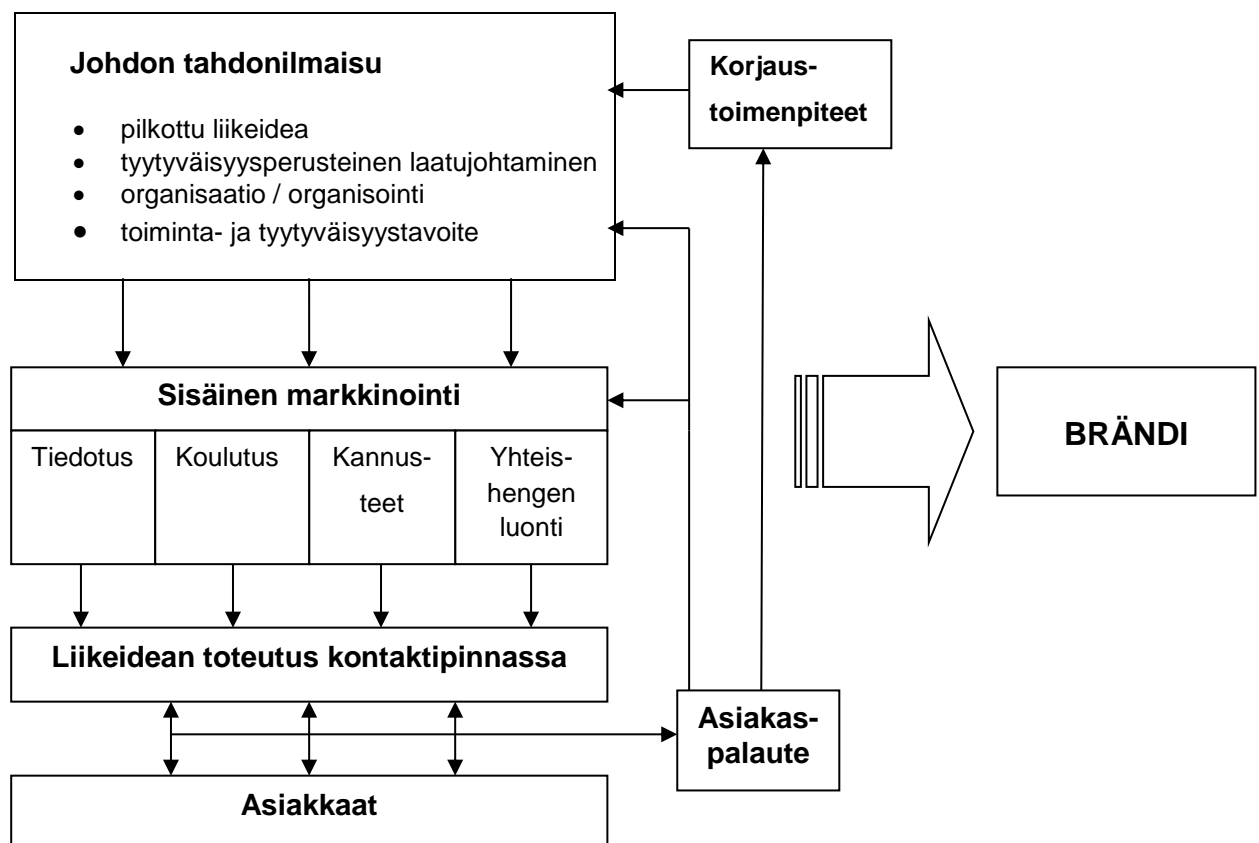 Johdon tahdonilmaisu
• pilkottu liikeidea
• tyytyväisyysperusteinen laatujohtaminen
• organisaatio / organisointi
• toiminta- ja tyytyväisyystavoite
Korjaus-
toimenpiteet
Sisäinen markkinointi
Tiedotus
Koulutus
Kannus-
teet
Yhteis-
hengen
luonti
BRÄNDI
Liikeidean toteutus kontaktipinnassa
Asiakas-
palaute
Asiakkaat